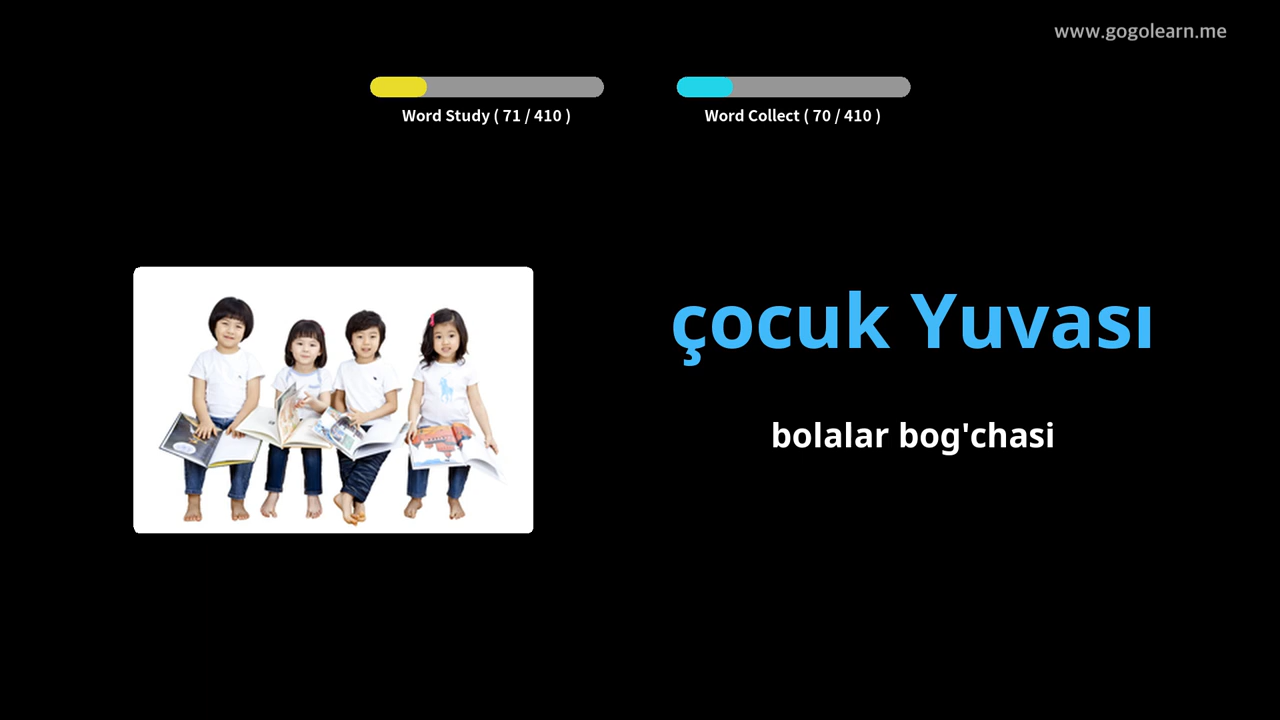 www.gogolearn.me
Word Study ( 71 / 410 )
Word Collect ( 70 / 410 )
çocuk Yuvası
bolalar bog'chasi